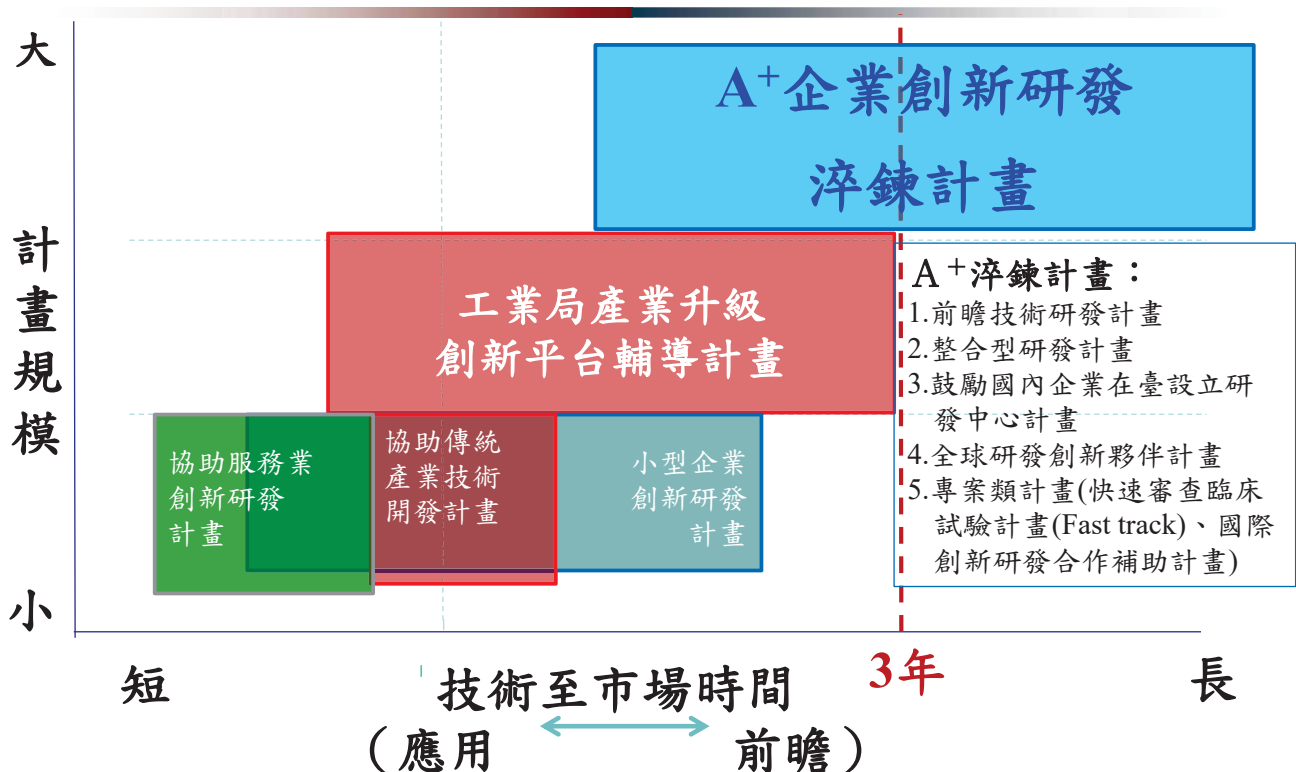 大
計
畫
規
模
小
A⁺企業創新研發
淬鍊計畫
工業局產業升級
創新平台輔導計畫
協助服務業
創新研發
計畫
協助傳統
產業技術
開發計畫
小型企業
創新研發
計畫
A⁺淬鍊計畫：
1.前瞻技術研發計畫
2.整合型研發計畫
3.鼓勵國內企業在臺設立研
發中心計畫
4.全球研發創新夥伴計畫
5.專案類計畫(快速審查臨床
試驗計畫(Fast track)、國際
創新研發合作補助計畫)
短
技術至市場時間
3年
長
（應用
前瞻）